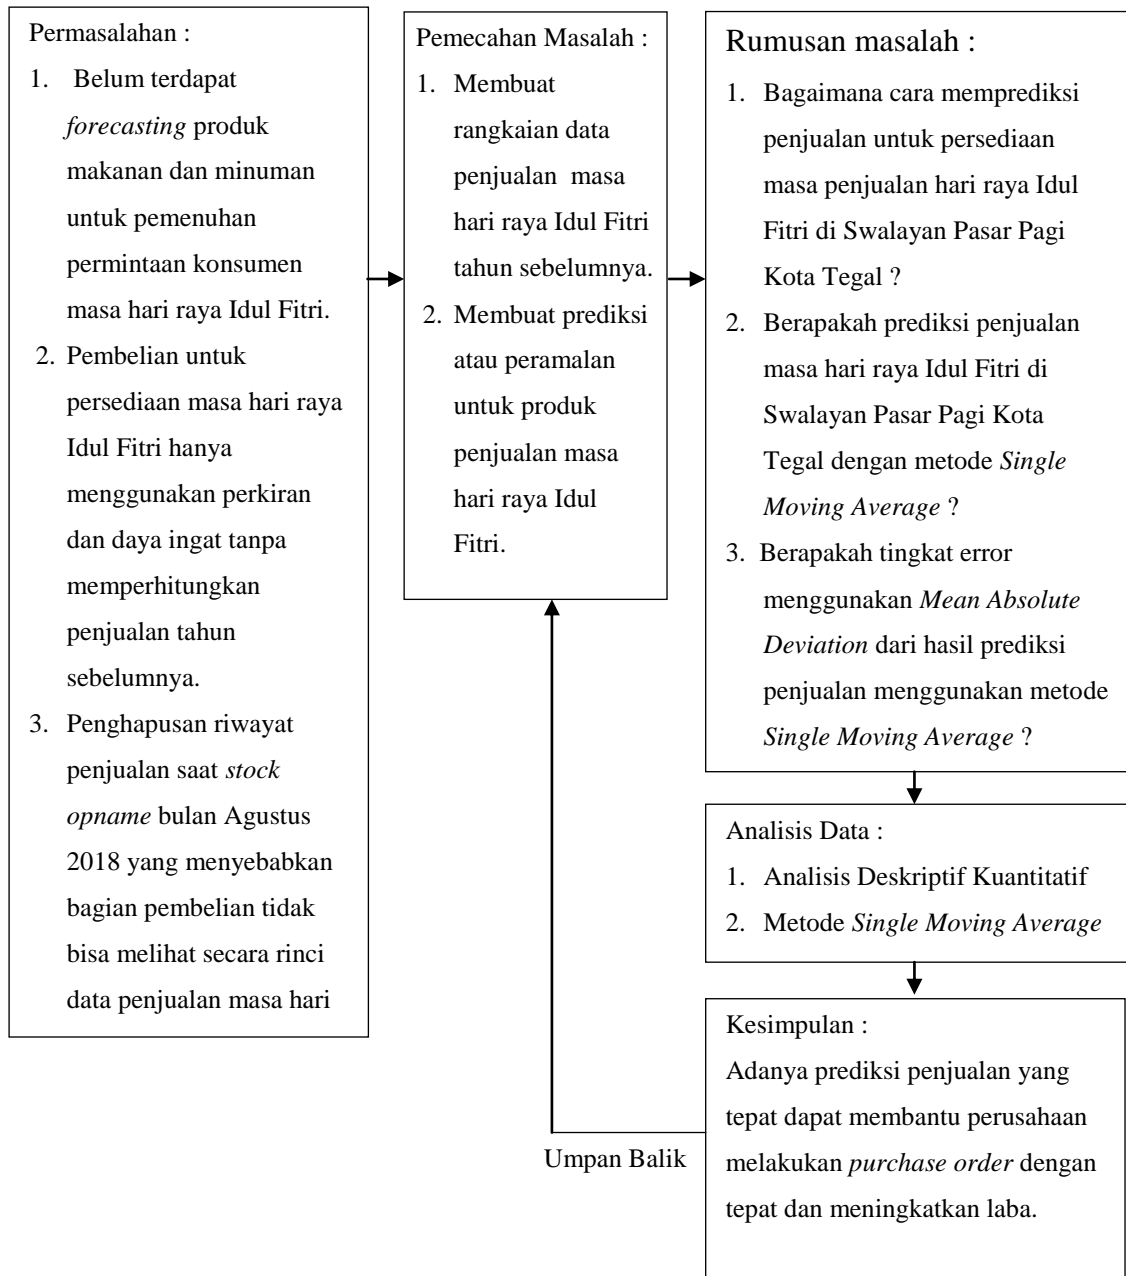 Permasalahan :
1. Belum terdapat
forecasting produk
makanan dan minuman
untuk pemenuhan
permintaan konsumen
masa hari raya Idul Fitri.
2. Pembelian untuk
persediaan masa hari raya
Idul Fitri hanya
menggunakan perkiran
dan daya ingat tanpa
memperhitungkan
penjualan tahun
sebelumnya.
3. Penghapusan riwayat
penjualan saat stock
opname bulan Agustus
2018 yang menyebabkan
bagian pembelian tidak
bisa melihat secara rinci
data penjualan masa hari
Pemecahan Masalah :
1. Membuat
rangkaian data
penjualan masa
hari raya Idul Fitri
tahun sebelumnya.
2. Membuat prediksi
atau peramalan
untuk produk
penjualan masa
hari raya Idul
Fitri.
Rumusan masalah :
1. Bagaimana cara memprediksi
penjualan untuk persediaan
masa penjualan hari raya Idul
Fitri di Swalayan Pasar Pagi
Kota Tegal ?
2. Berapakah prediksi penjualan
masa hari raya Idul Fitri di
Swalayan Pasar Pagi Kota
Tegal dengan metode Single
Moving Average ?
3. Berapakah tingkat error
menggunakan Mean Absolute
Deviation dari hasil prediksi
penjualan menggunakan metode
Single Moving Average ?
Analisis Data :
1. Analisis Deskriptif Kuantitatif
2. Metode Single Moving Average
Kesimpulan :
Adanya prediksi penjualan yang
tepat dapat membantu perusahaan
melakukan purchase order dengan
tepat dan meningkatkan laba.
Umpan Balik